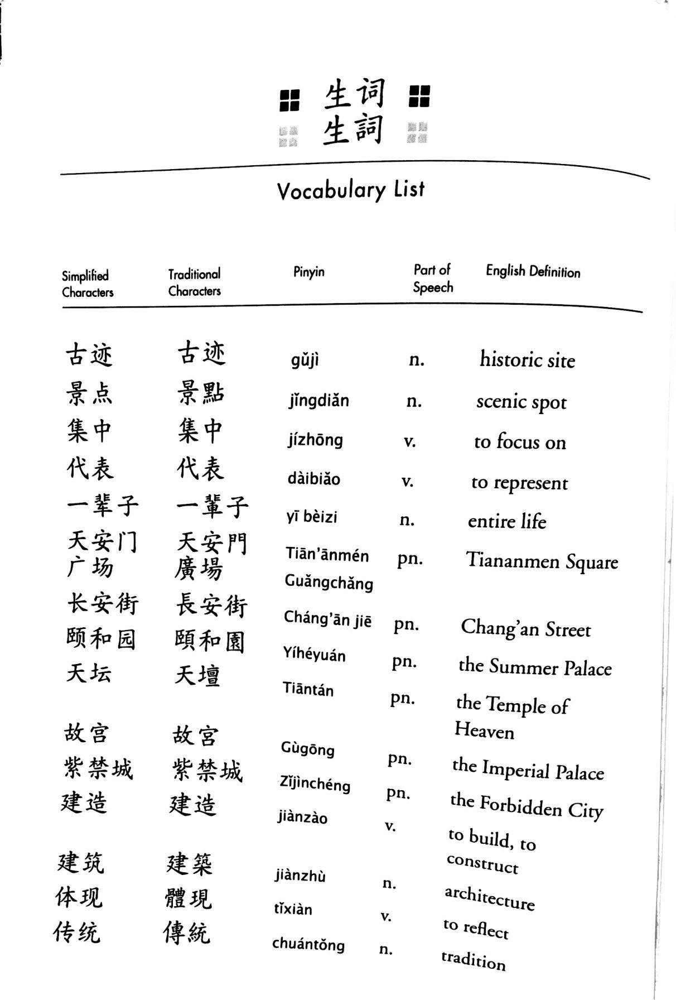 生词
生詞
Vocabulary List
Simplified Characters Traditional Characters Pinyin Part of Speech English Definition
古迹 古迹 gǔjì n. historic site
景点 景點 jǐngdiǎn n. scenic spot
集中 集中 jízhōng v. to focus on
代表 代表 dàibiǎo v. to represent
一辈子 一輩子 yī bèizi n. entire life
天安门 天安門 Tiān’ānmén pn. Tiananmen Square
广场 廣場 Guǎngchǎng
长安街 長安街 Cháng’ān jiē pn. Chang’an Street
颐和园 頤和園 Yíhéyuán pn. the Summer Palace
天坛 天壇 Tiāntán pn. the Temple of
Heaven
故宫 故宮 Gùgōng pn. the Imperial Palace
紫禁城 紫禁城 Zǐjìnchéng pn. the Forbidden City
建造 建造 jiànzào v. to build, to
construct
建筑 建築 jiànzhù n. architecture
体现 體現 tǐxiàn v. to reflect
传统 傳統 chuántǒng n. tradition